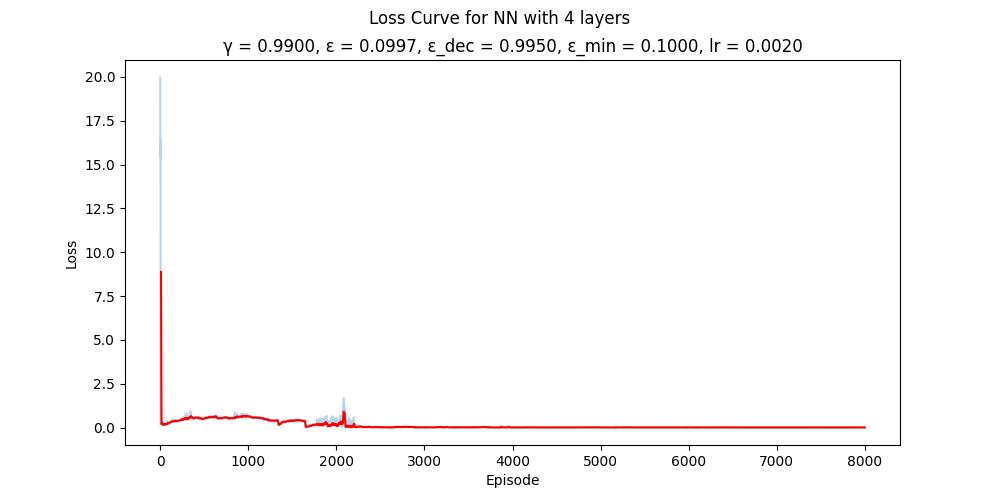 Loss Curve for NN with 4 layers
γ = 0.9900, ε = 0.0997, ε_dec = 0.9950, ε_min = 0.1000, lr = 0.0020
20.0
17.5
15.0
12.5
10.0
7.5
5.0
2.5
0.0
Loss
0 1000 2000 3000 4000 5000 6000 7000 8000
Episode